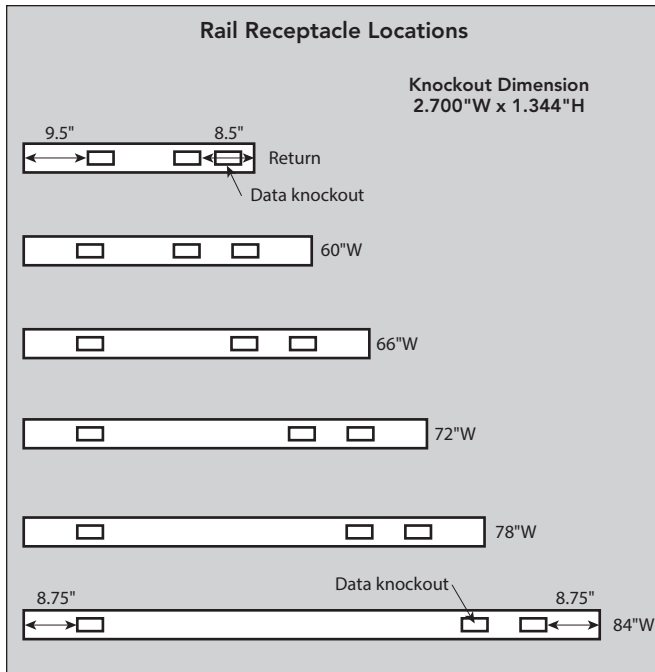 Rail Receptacle Locations
Knockout Dimension
2.700"W x 1.344"H
9.5"
8.5"
Return
Data knockout
60"W
66"W
72"W
78"W
Data knockout
8.75"
8.75"
84"W